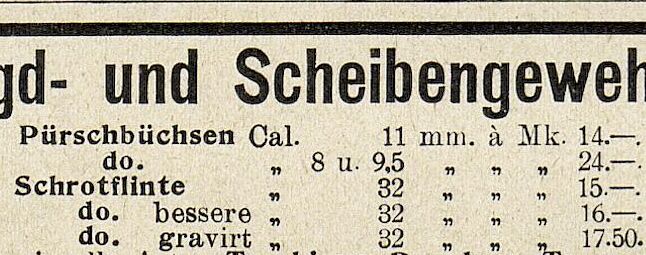 gd- und Scheibengeweh
Pürschbüchsen Cal. 11 mm. à Mk. 14.—.
do. „ 8 u. 9,5 „ „ „ 24.—.
Schrotflinte „ 32 „ „ „ 15.—.
do. bessere „ 32 „ „ „ 16.—.
do. gravirt „ 32 „ „ „ 17.50.